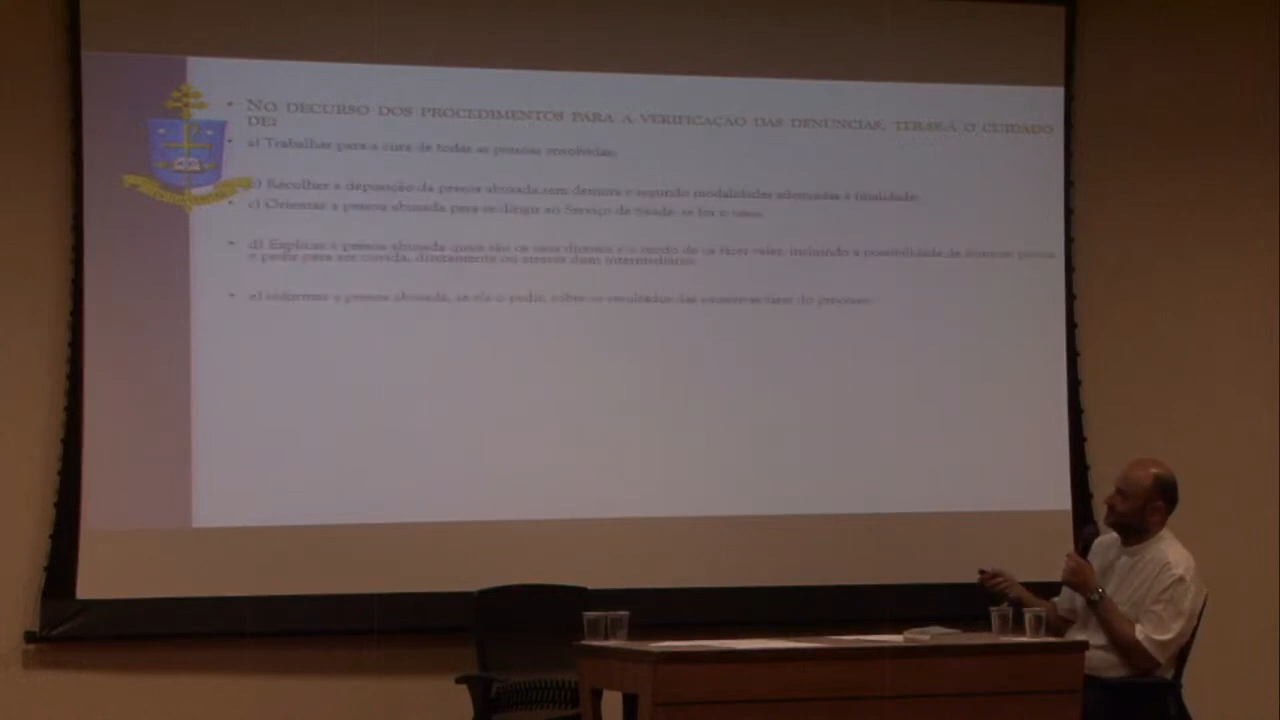 • No decurso dos procedimentos para a verificação das denúncias, ter-se-á o cuidado
de:
• a) Trabalhar para a cura de todas as pessoas envolvidas;
b) Recolher a deposição da pessoa abusada sem demora e segundo modalidades adequadas à finalidade;
• c) Orientar a pessoa abusada para se dirigir ao Serviço de Saúde se for o caso;
• d) Explicar à pessoa abusada quais são os seus direitos e o modo de os fazer valer, incluindo a possibilidade de
e pedir para ser ouvida, diretamente ou através dum intermediário;
• e) Informar a pessoa abusada, se ela o pedir, sobre os resultados das fases do processo;